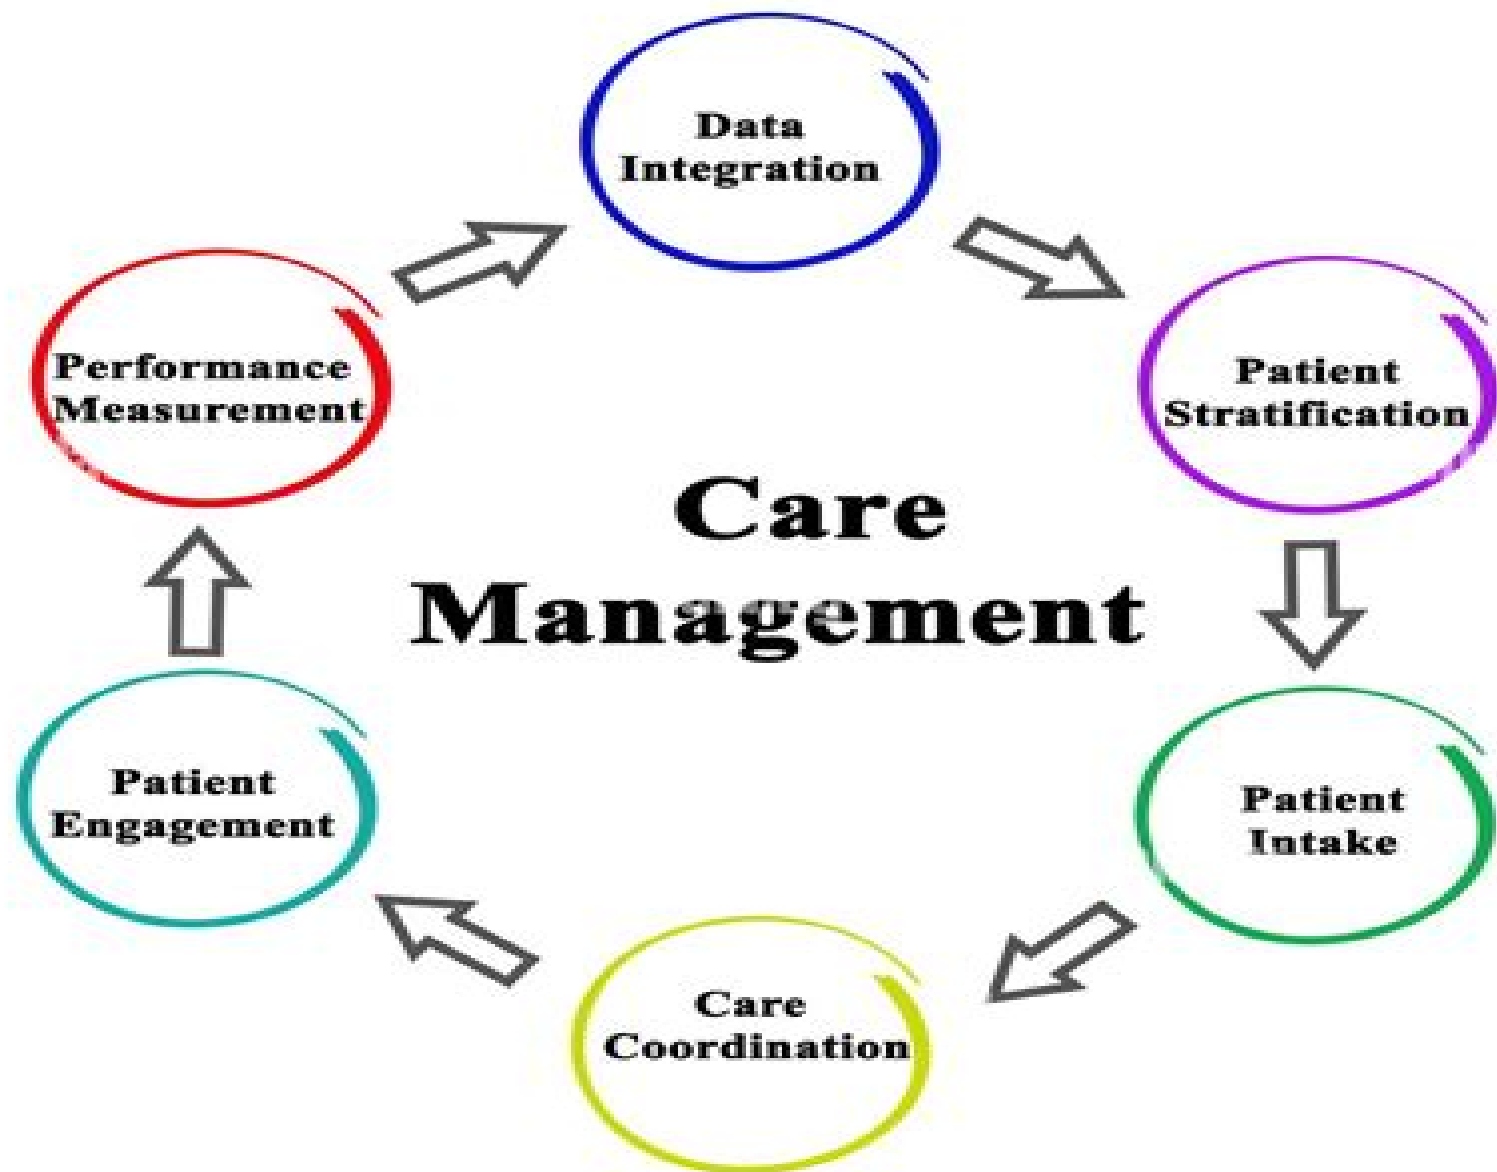 Data
Integration
Patient
Stratification
Patient
Intake
Care
Coordination
Patient
Engagement
Performance
Measurement
Care
Management